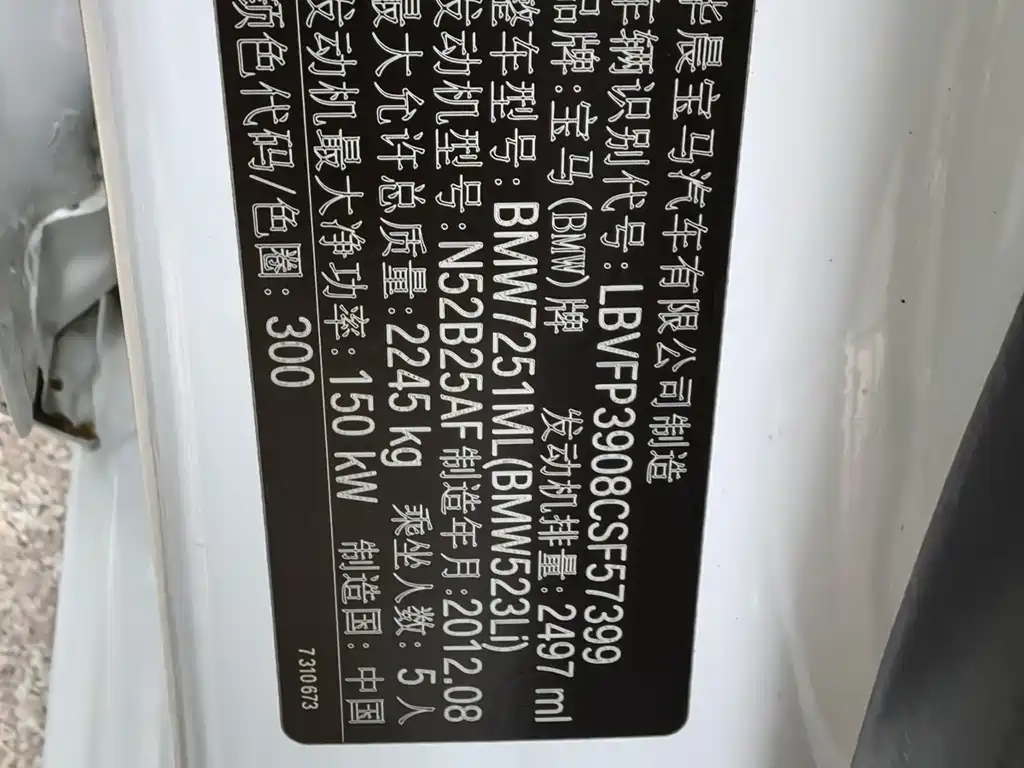 华晨宝马汽车有限公司制造
车辆识别代号:LBVFP3908CSF57399
品牌:宝马(BMW)牌 发动机排量:2497 ml
整车型号:BMW7251ML(BMW523Li)
发动机型号:N52B25AF 制造年月:2012.08
最大允许总质量:2245 kg 乘坐人数:5人
发动机最大净功率:150 kW 制造国:中国
颜色代码/色圈:300
7310673